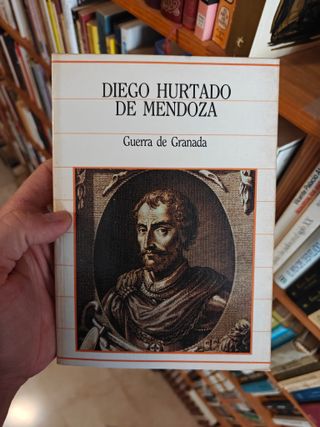 DIEGO HURTADO
DE MENDOZA
Guerra de Granada